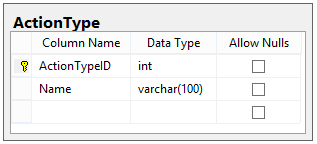 ActionType
Column Name Data Type Allow Nulls
ActionTypeID int
Name varchar(100)